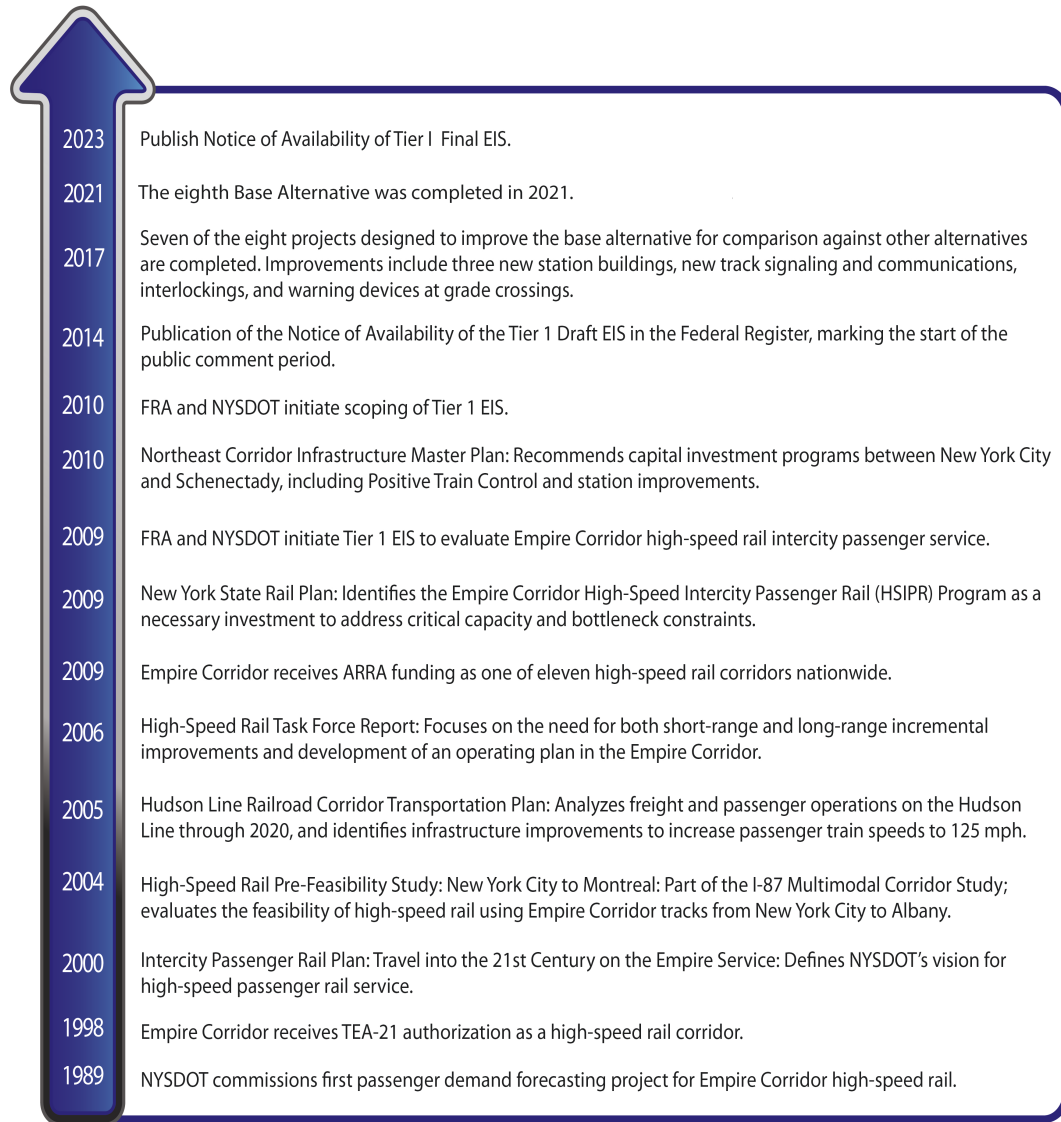 2023 Publish Notice of Availability of Tier I Final EIS.
2021 The eighth Base Alternative was completed in 2021.
2017 Seven of the eight projects designed to improve the base alternative for comparison against other alternatives
are completed. Improvements include three new station buildings, new track signaling and communications,
interlockings, and warning devices at grade crossings.
2014 Publication of the Notice of Availability of the Tier 1 Draft EIS in the Federal Register, marking the start of the
public comment period.
2010 FRA and NYSDOT initiate scoping of Tier 1 EIS.
2010 Northeast Corridor Infrastructure Master Plan: Recommends capital investment programs between New York City
and Schenectady, including Positive Train Control and station improvements.
2009 FRA and NYSDOT initiate Tier 1 EIS to evaluate Empire Corridor high-speed rail intercity passenger service.
2009 New York State Rail Plan: Identifies the Empire Corridor High-Speed Intercity Passenger Rail (HSIPR) Program as a
necessary investment to address critical capacity and bottleneck constraints.
2009 Empire Corridor receives ARRA funding as one of eleven high-speed rail corridors nationwide.
2006 High-Speed Rail Task Force Report: Focuses on the need for both short-range and long-range incremental
improvements and development of an operating plan in the Empire Corridor.
2005 Hudson Line Railroad Corridor Transportation Plan: Analyzes freight and passenger operations on the Hudson
Line through 2020, and identifies infrastructure improvements to increase passenger train speeds to 125 mph.
2004 High-Speed Rail Pre-Feasibility Study: New York City to Montreal: Part of the I-87 Multimodal Corridor Study;
evaluates the feasibility of high-speed rail using Empire Corridor tracks from New York City to Albany.
2000 Intercity Passenger Rail Plan: Travel into the 21st Century on the Empire Service: Defines NYSDOT's vision for
high-speed passenger rail service.
1998 Empire Corridor receives TEA-21 authorization as a high-speed rail corridor.
1989 NYSDOT commissions first passenger demand forecasting project for Empire Corridor high-speed rail.